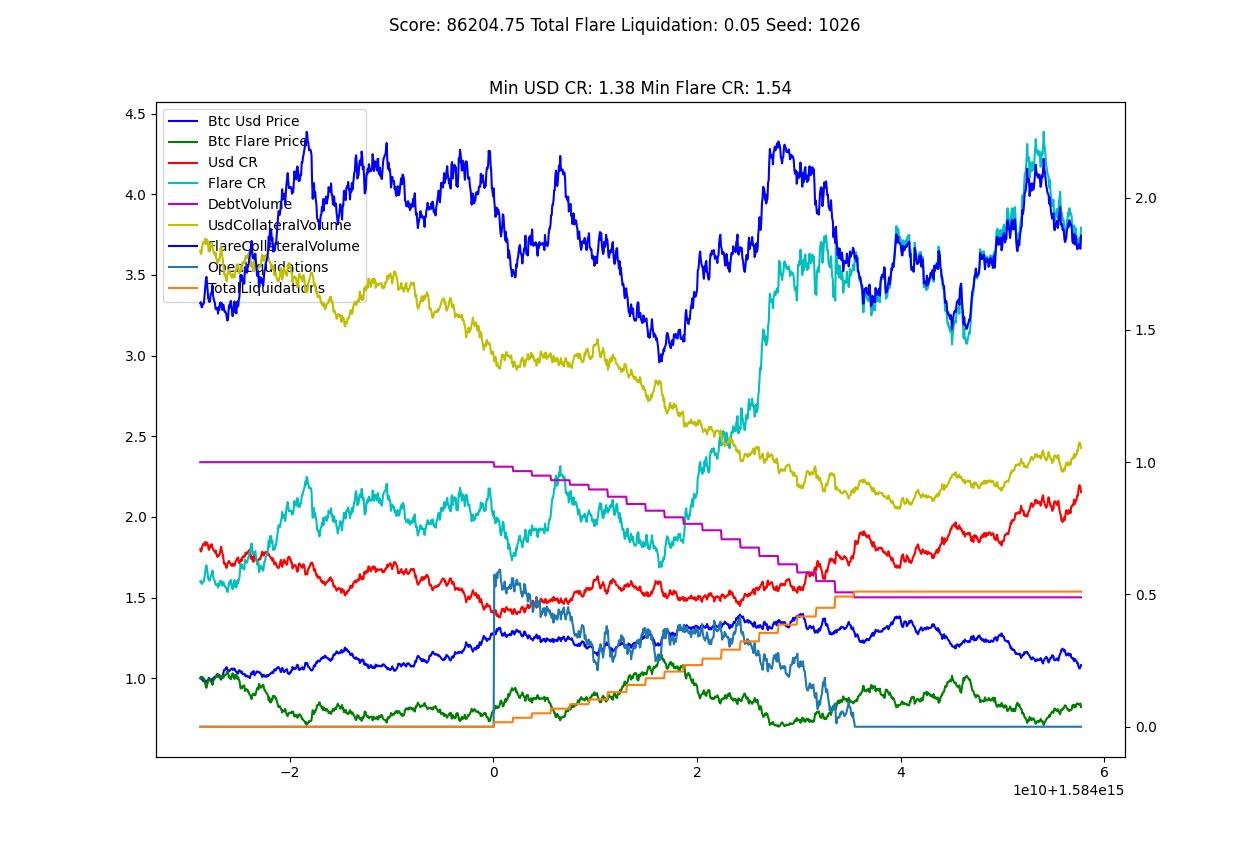 Score: 86204.75 Total Flare Liquidation: 0.05 Seed: 1026
Min USD CR: 1.38 Min Flare CR: 1.54
Btc Usd Price
Btc Flare Price
Usd CR
Flare CR
DebtVolume
UsdCollateralVolume
FlareCollateralVolume
OpenLiquidations
TotalLiquidations
4.5
4.0
3.5
3.0
2.5
2.0
1.5
1.0
2.0
1.5
1.0
0.5
0.0
−2
0
2
4
6
1e10+1.584e15